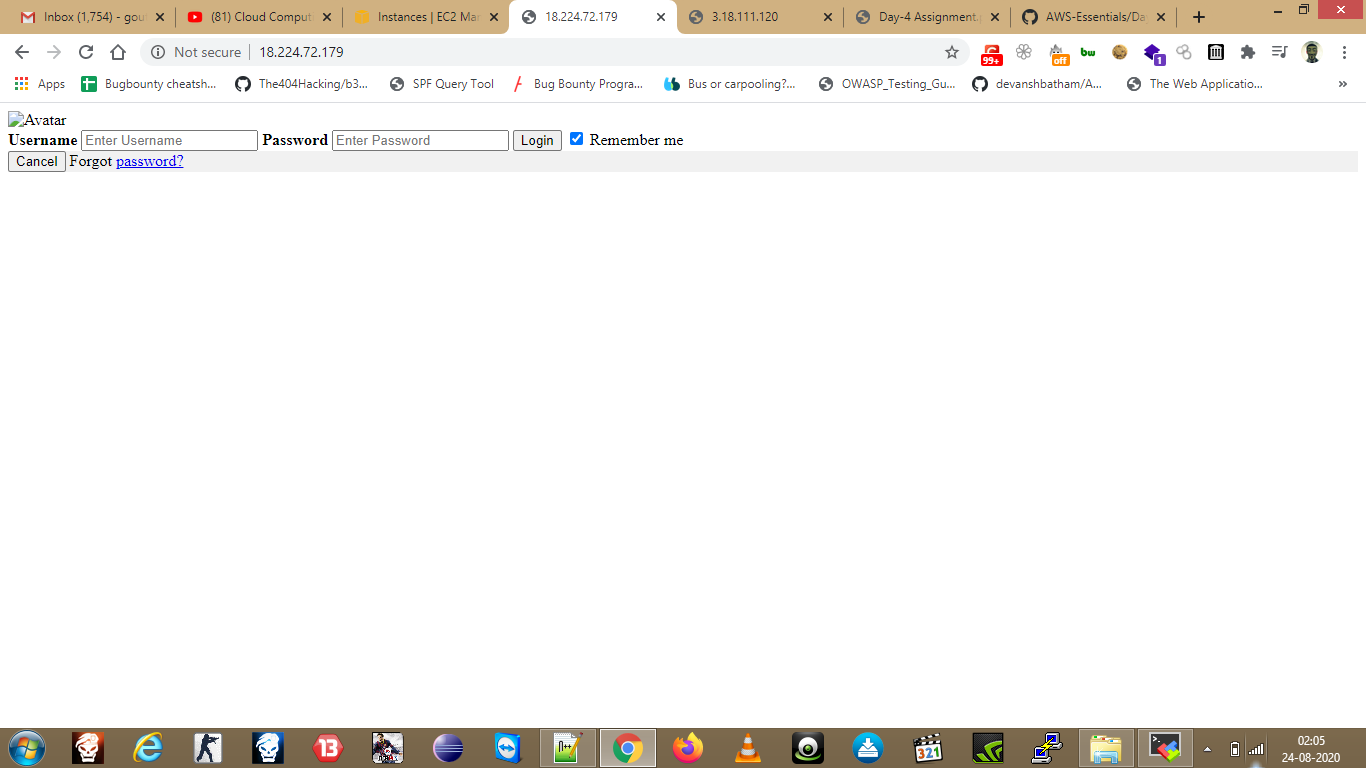 Inbox (1,754) - gou
(81) Cloud Comput
Instances | EC2 Mar
18.224.72.179
3.18.111.120
Day-4 Assignment.
AWS-Essentials/Da
Not secure
18.224.72.179
99+
off
bw
1
Apps
Bugbounty cheatsh...
The404Hacking/b3...
SPF Query Tool
Bug Bounty Progra...
Bus or carpooling?...
OWASP_Testing_Gu...
devanshbatham/A...
The Web Applicatio...
»
Avatar
Username Enter Username Password Enter Password Login Remember me
Cancel Forgot password?
13
321
02:05
24-08-2020